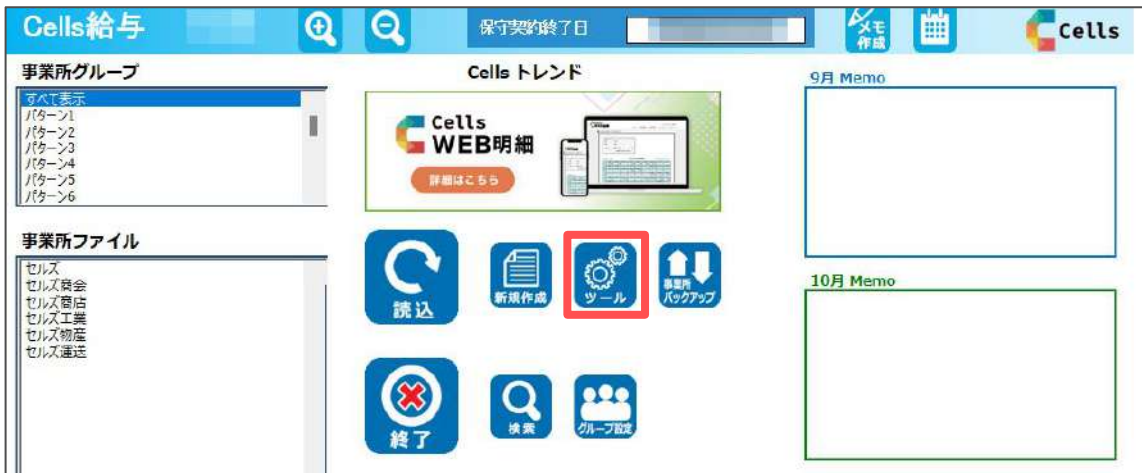 Cells給与
保守契約終了日
メモ
作成
Cells
事業所グループ
すべて表示
パターン1
パターン2
パターン3
パターン4
パターン5
パターン6
事業所ファイル
セルズ
セルズ商会
セルズ商店
セルズ工業
セルズ物産
セルズ運送
Cells トレンド
Cells
WEB明細
詳細はこちら
読込
新規作成
ツール
事業所
バックアップ
終了
検索
グループ設定
9月 Memo
10月 Memo